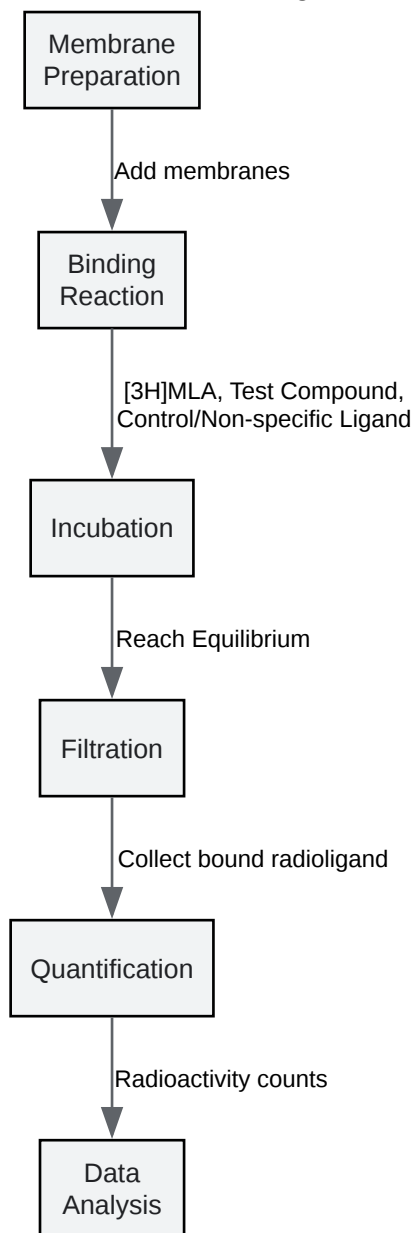 Membrane
Preparation
Add membranes
Binding
Reaction
[3H]MLA, Test Compound,
Control/Non-specific Ligand
Incubation
Reach Equilibrium
Filtration
Collect bound radioligand
Quantification
Radioactivity counts
Data
Analysis